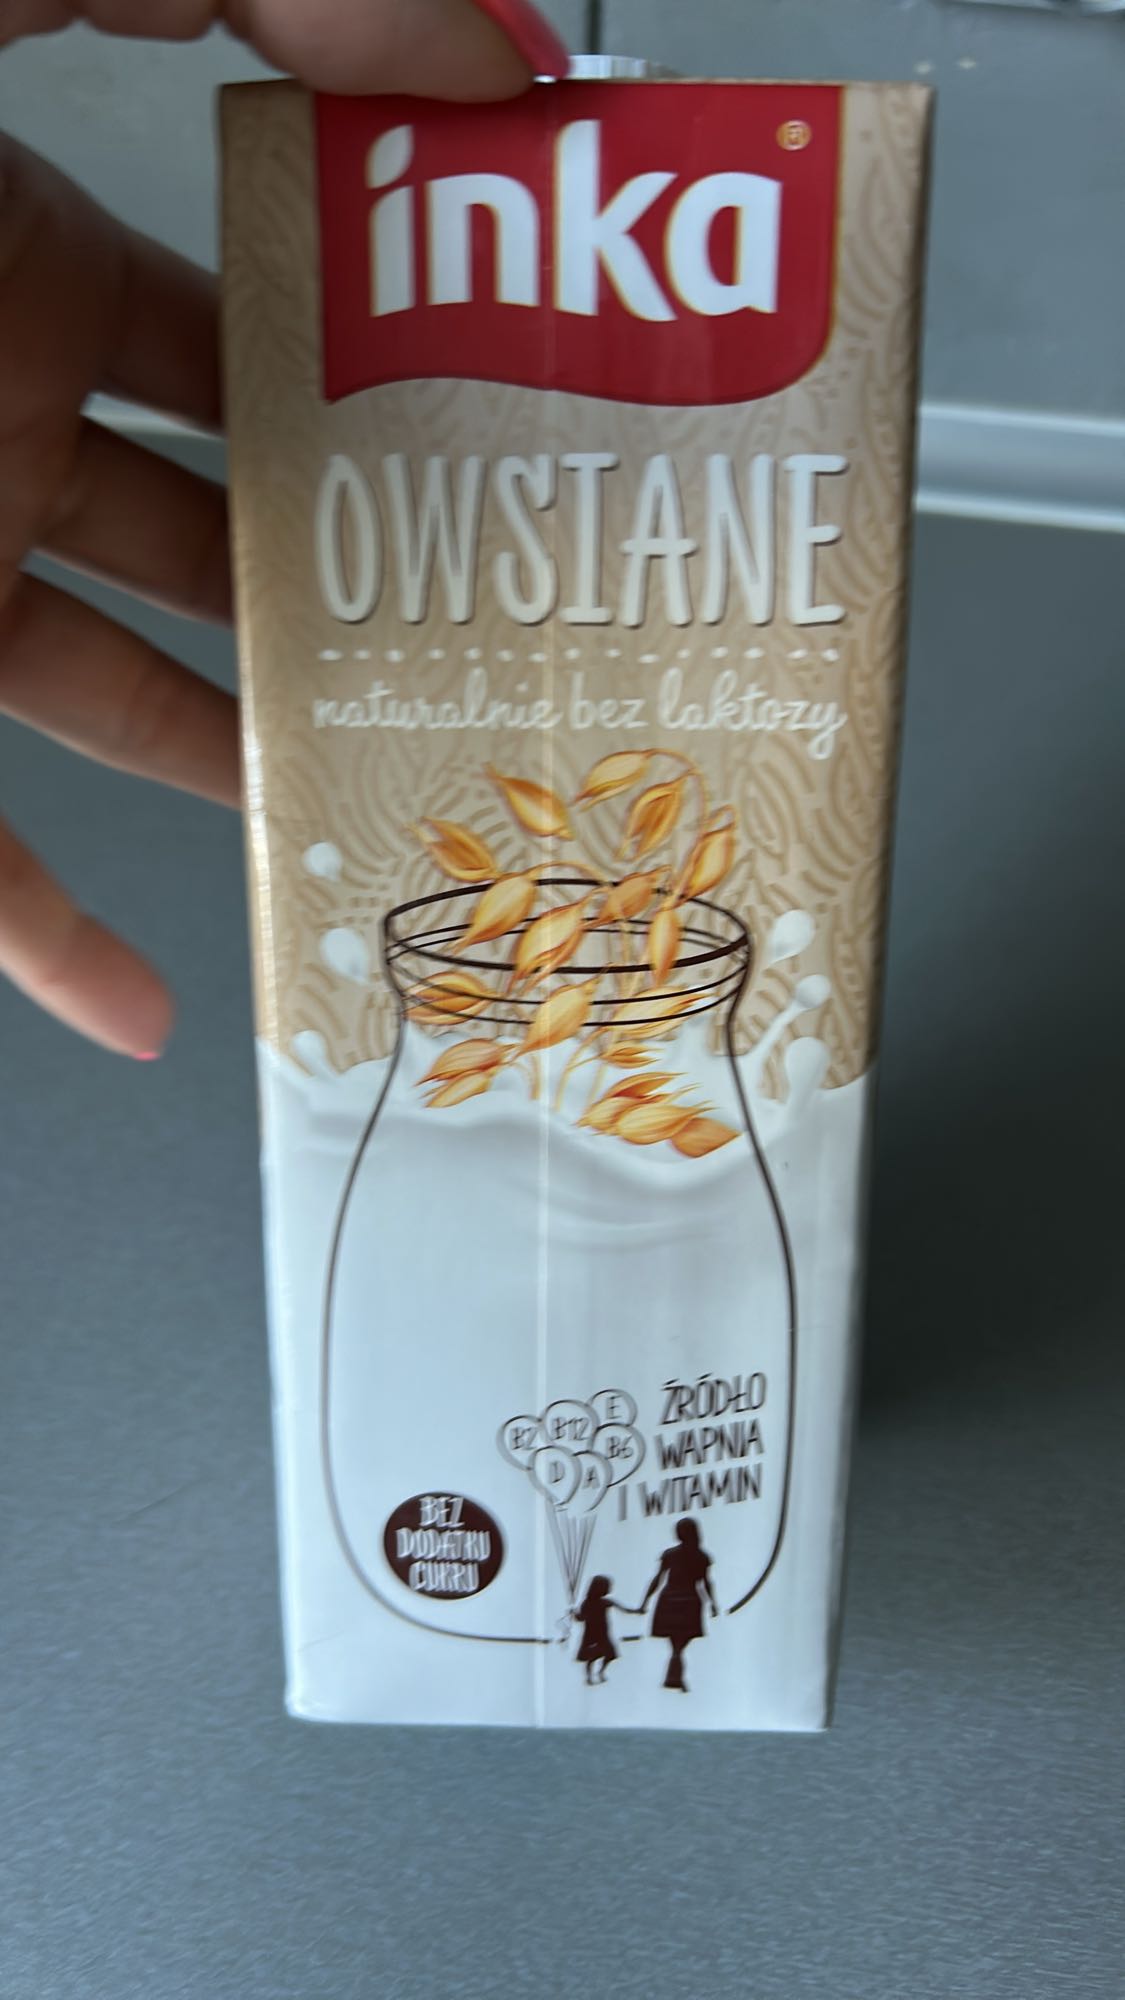 inka
®
OWSIANE
naturalnie bez laktozy
ŹRÓDŁO
WAPNIA
I WITAMIN
B2 B12 E
B6
D A
BEZ
DODATKU
CUKRU